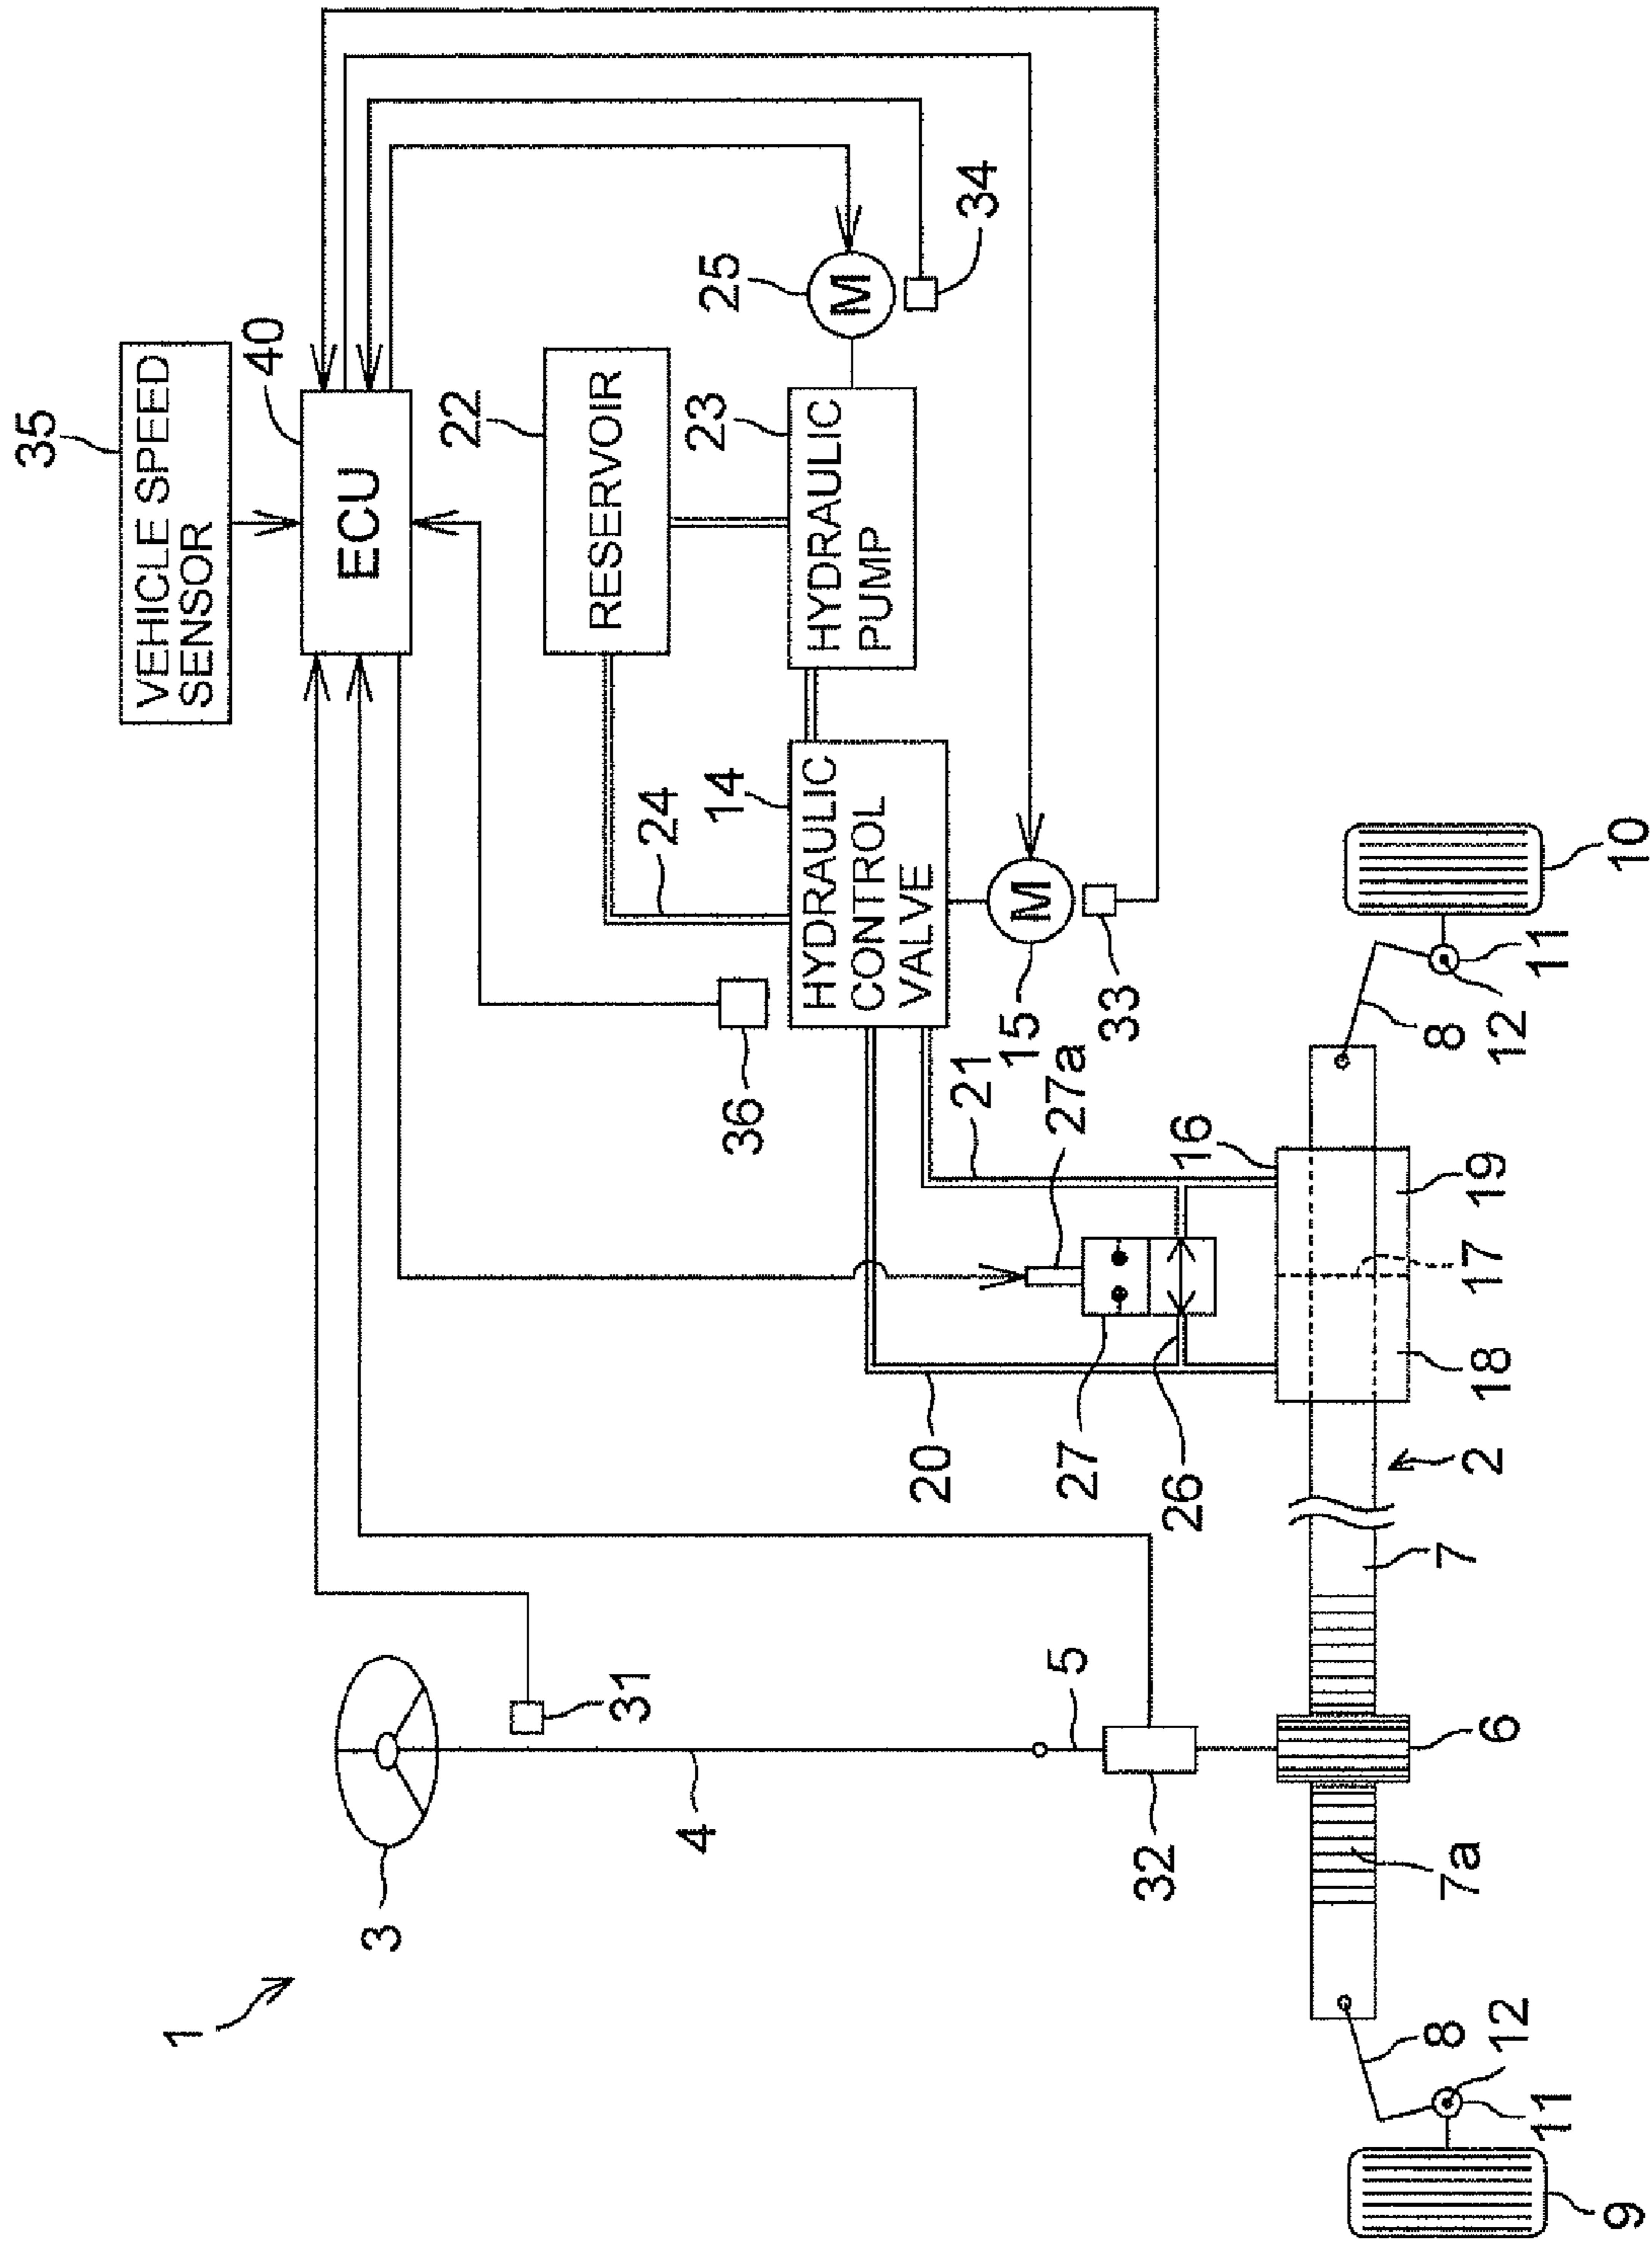 1
35
VEHICLE SPEED
SENSOR
40
ECU
3
31
4
5
32
22
RESERVOIR
25
M
34
23
HYDRAULIC
PUMP
24
14
HYDRAULIC
CONTROL
VALVE
36
15
M
33
20
21
27a
27
26
16
6
7a
7
2
18
17
19
8
12
11
9
8
12
11
10